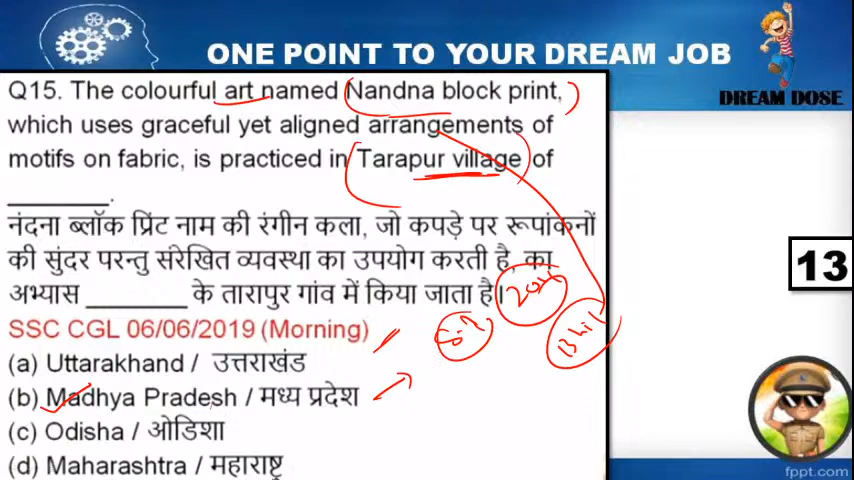 ONE POINT TO YOUR DREAM JOB
DREAM DOSE
Q15. The colourful art named Nandna block print,
which uses graceful yet aligned arrangements of
motifs on fabric, is practiced in Tarapur village of
________.
नंदना ब्लॉक प्रिंट नाम की रंगीन कला, जो कपड़े पर रूपांकनों
की सुंदर परन्तु संरेखित व्यवस्था का उपयोग करती है, का
अभ्यास ________ के तारापुर गांव में किया जाता है।
SSC CGL 06/06/2019 (Morning)
(a) Uttarakhand / उत्तराखंड
(b) Madhya Pradesh / मध्य प्रदेश
(c) Odisha / ओडिशा
(d) Maharashtra / महाराष्ट्र
13
fppt.com